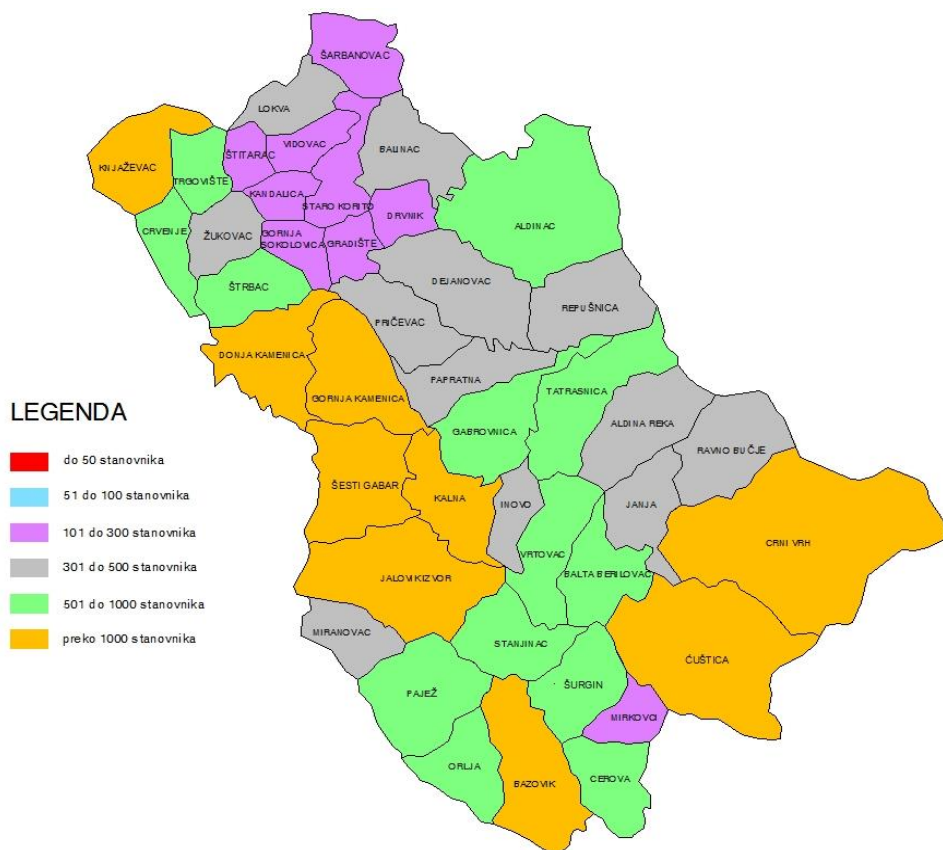 ŠARBANOVAC
LOKVA
KNJAŽEVAC
ŠTITARAC
VIDOVAC
BALINAC
TRGOVIŠTE
KANDALICA
STARO KORITO
DRVNIK
ALDINAC
CRVENJE
ŽUKOVAC
GORNJA
SOKOLOVICA
GRADIŠTE
ŠTRBAC
DEJANOVAC
REPUŠNICA
PRIČEVAC
DONJA KAMENICA
PAPRATNA
TATRASNICA
GORNJA KAMENICA
GABROVNICA
ALDINA REKA
RAVNO BUČJE
ŠESTI GABAR
KALNA
INOVO
JANJA
CRNI VRH
VRTOVAC
BALTA BERILOVAC
JALOVIK IZVOR
MIRANOVAC
STANJINAC
ĆUŠTICA
PAJEŽ
ŠURGIN
MIRKOVCI
ORLJA
BAZOVIK
CEROVA
LEGENDA
do 50 stanovnika
51 do 100 stanovnika
101 do 300 stanovnika
301 do 500 stanovnika
501 do 1000 stanovnika
preko 1000 stanovnika